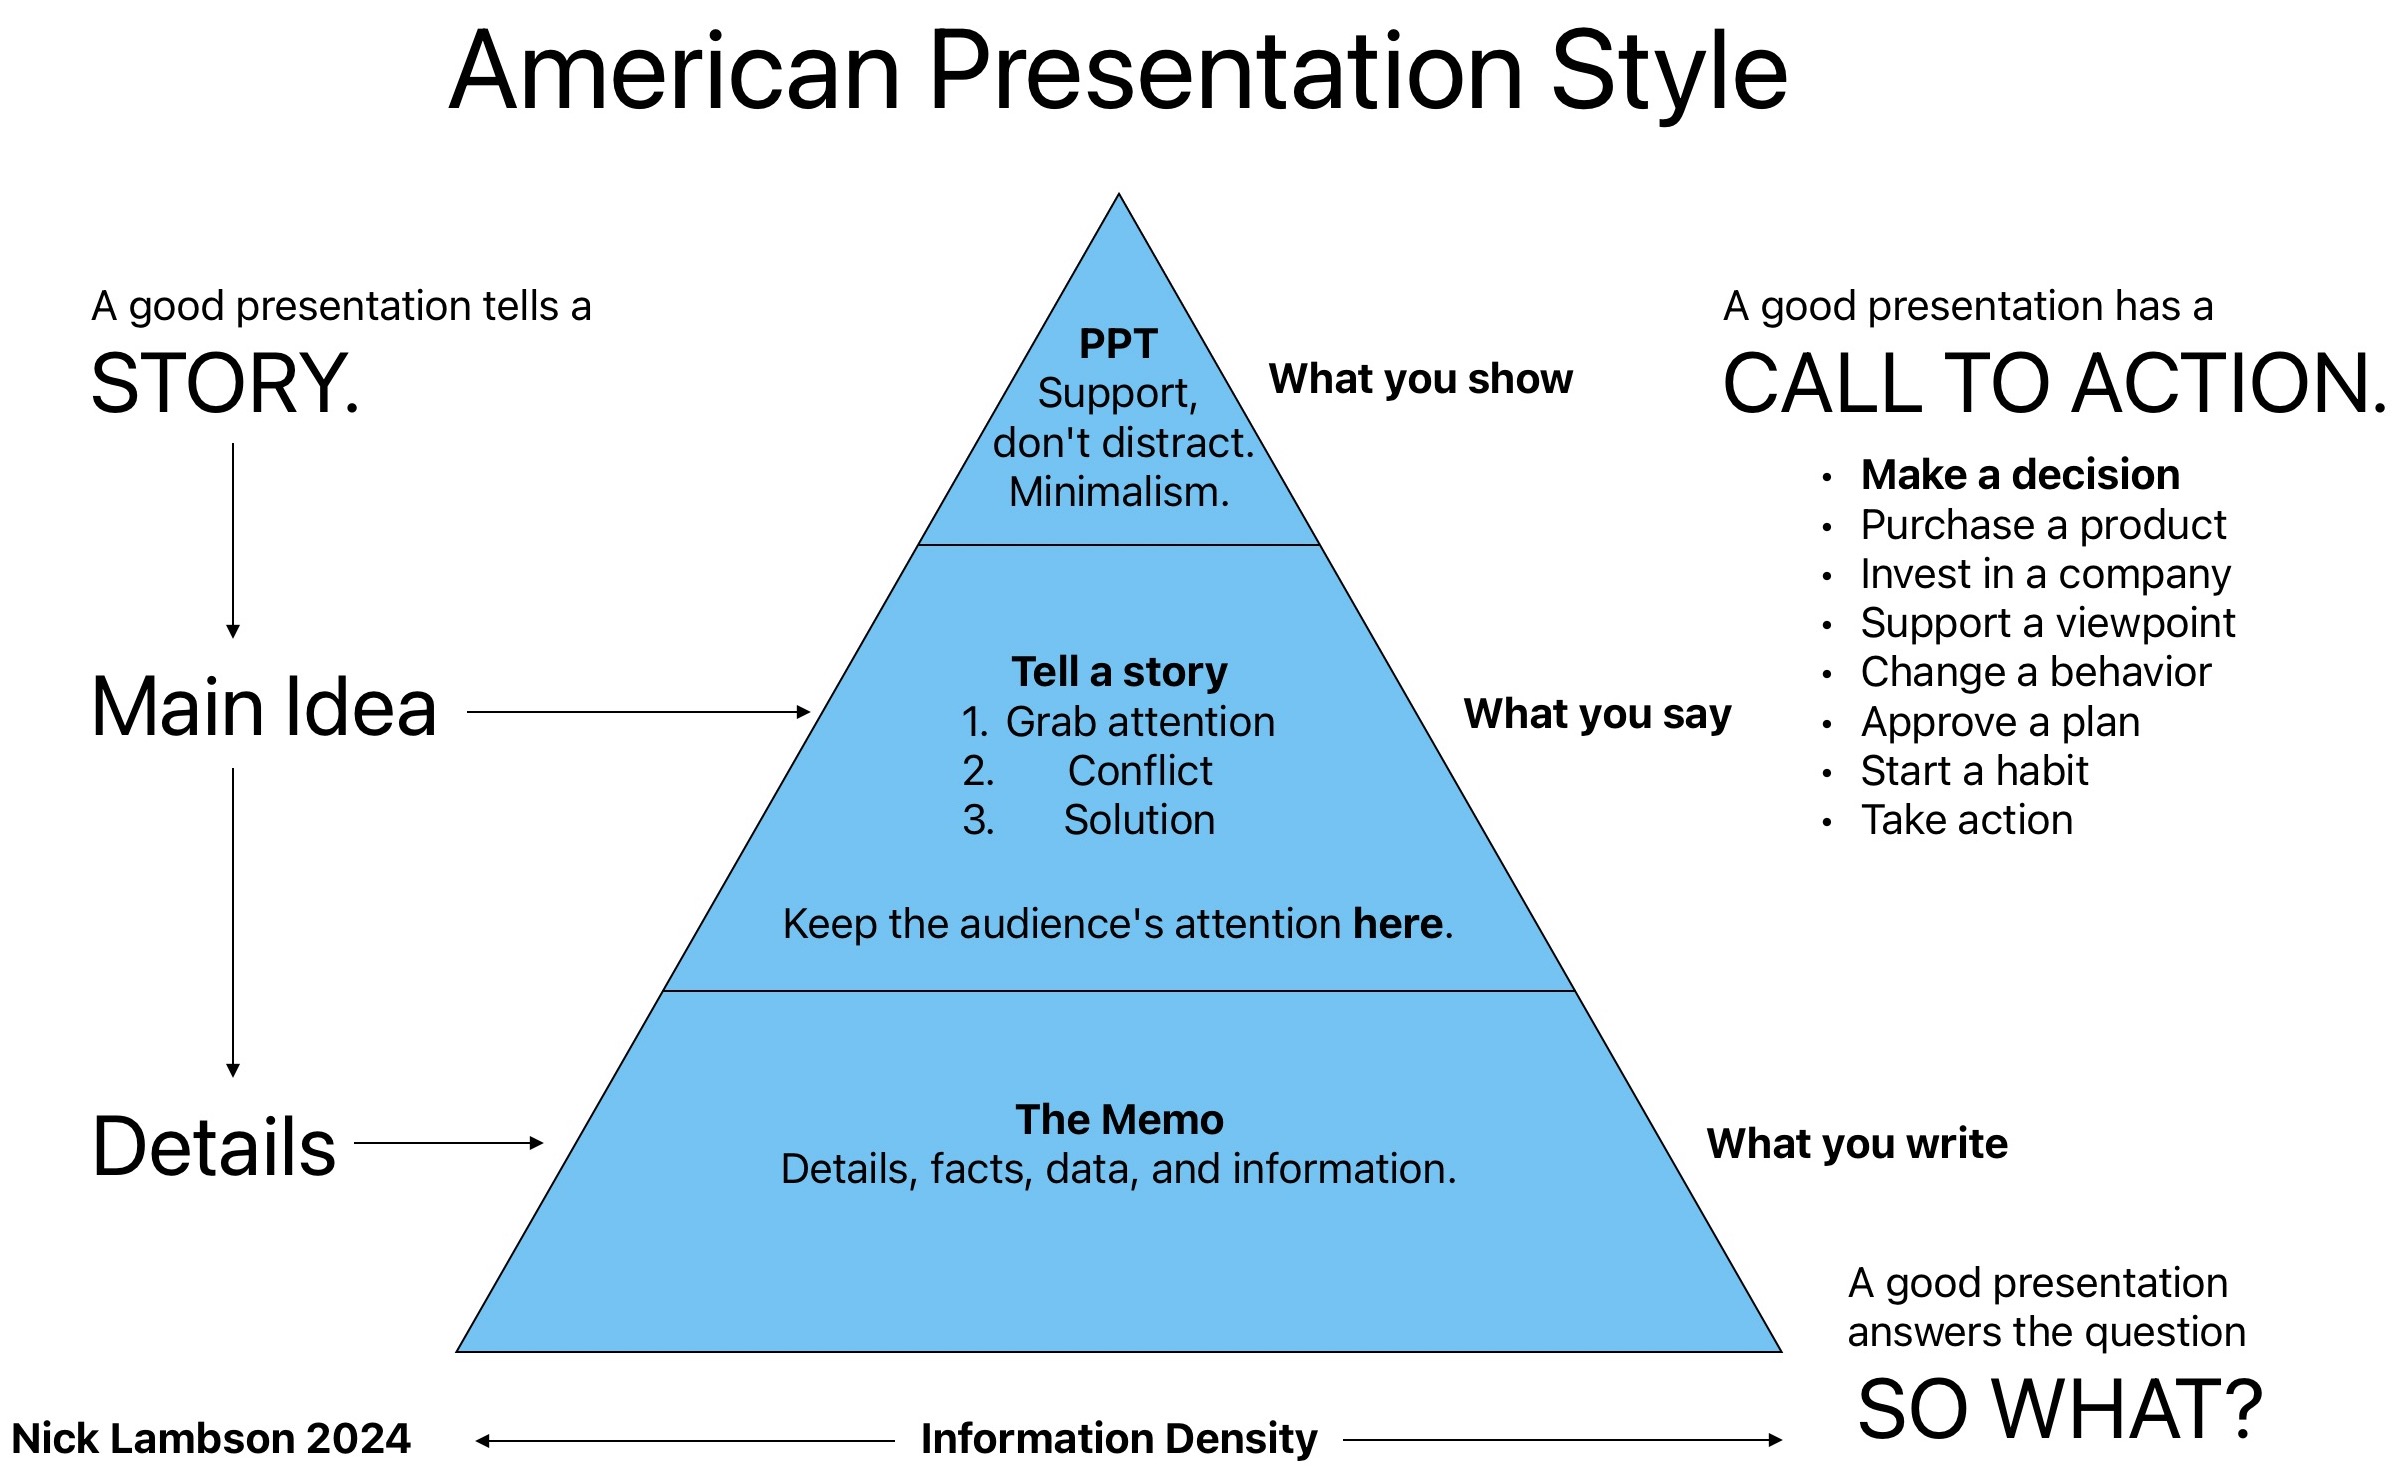 American Presentation Style
A good presentation tells a
STORY.
Main Idea
Details
PPT
Support,
don't distract.
Minimalism.
What you show
Tell a story
1. Grab attention
2. Conflict
3. Solution
Keep the audience's attention here.
What you say
The Memo
Details, facts, data, and information.
What you write
A good presentation has a
CALL TO ACTION.
• Make a decision
• Purchase a product
• Invest in a company
• Support a viewpoint
• Change a behavior
• Approve a plan
• Start a habit
• Take action
A good presentation
answers the question
SO WHAT?
Nick Lambson 2024
Information Density